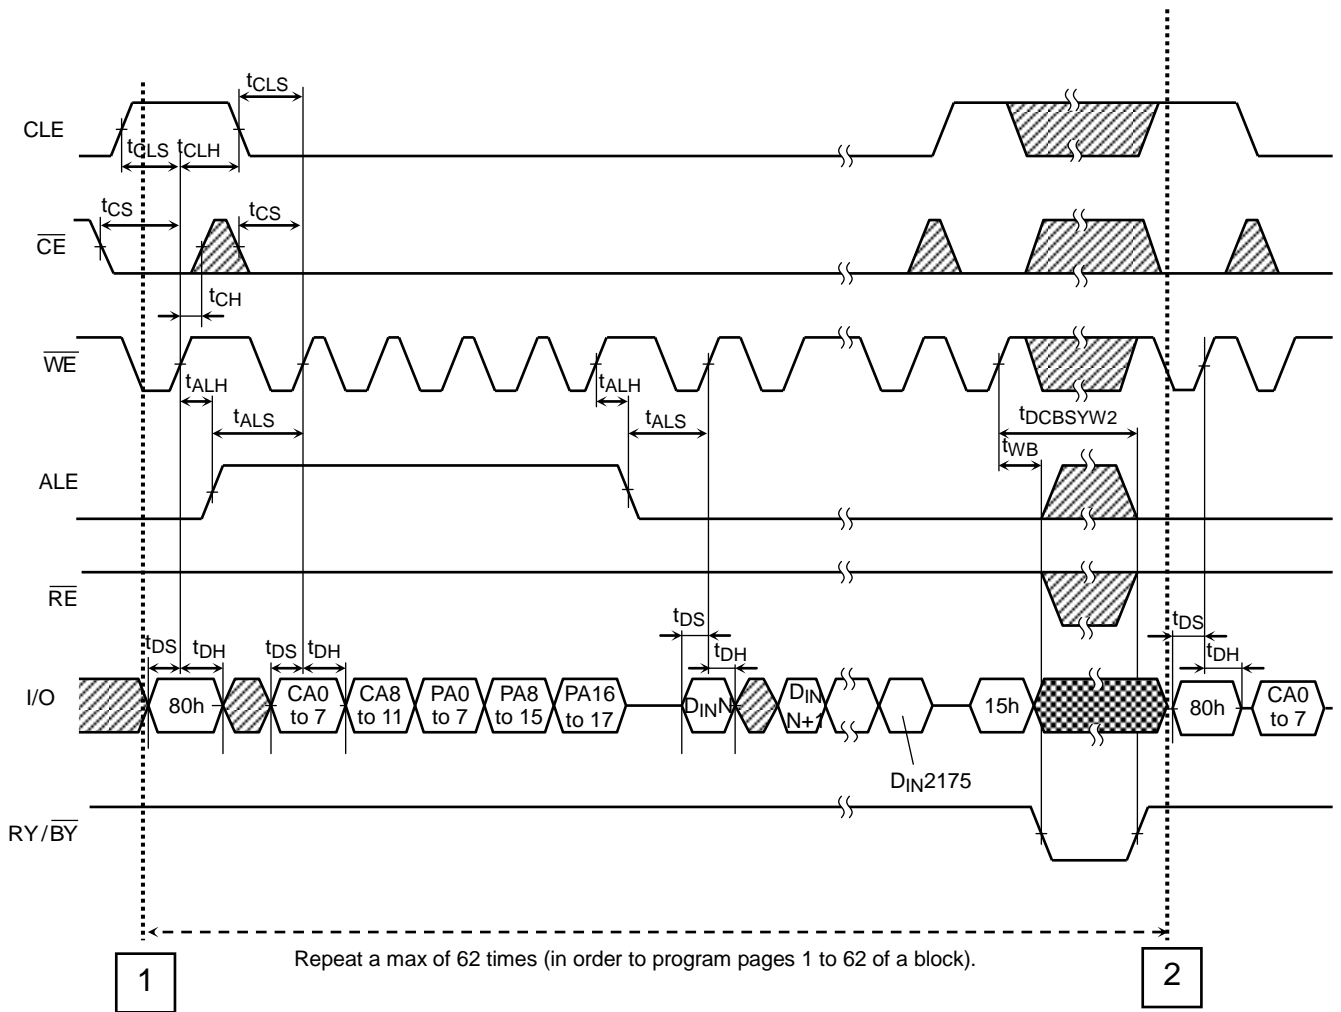 tCLS
CLE
tCLS tCLH
tCS tCS
CE
tCH
WE
tALH tALH
tALS tALS tDCBSYW2
tWB
ALE
RE
tDS tDH tDS tDH tDS tDH tDS tDH
I/O
80h
CA0
to 7
CA8
to 11
PA0
to 7
PA8
to 15
PA16
to 17
DINN
DIN
N+1
15h
80h
CA0
to 7
DIN2175
RY/BY
Repeat a max of 62 times (in order to program pages 1 to 62 of a block).
1
2